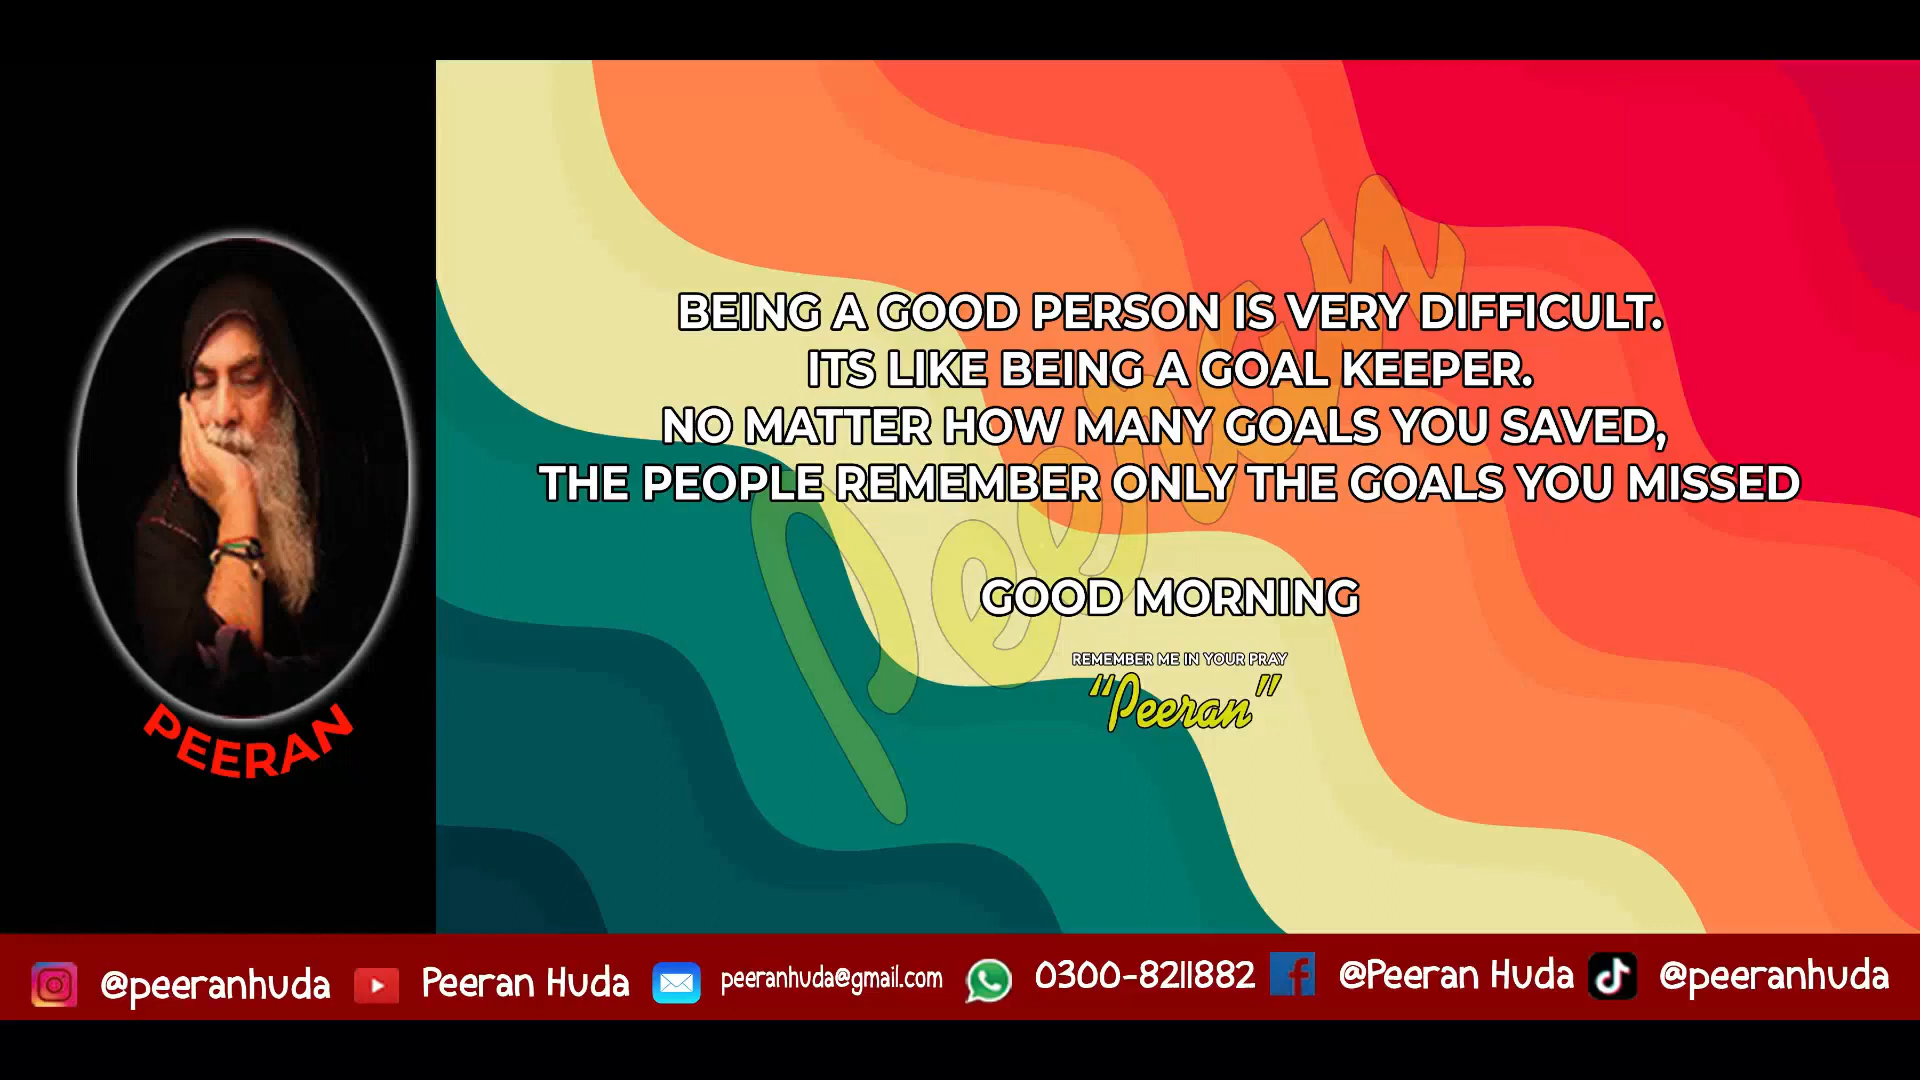 BEING A GOOD PERSON IS VERY DIFFICULT.
ITS LIKE BEING A GOAL KEEPER.
NO MATTER HOW MANY GOALS YOU SAVED,
THE PEOPLE REMEMBER ONLY THE GOALS YOU MISSED
GOOD MORNING
REMEMBER ME IN YOUR PRAY
"Peeran"
Peeran
PEERAN
@peeranhuda Peeran Huda peeranhuda@gmail.com 0300-8211882 @Peeran Huda @peeranhuda